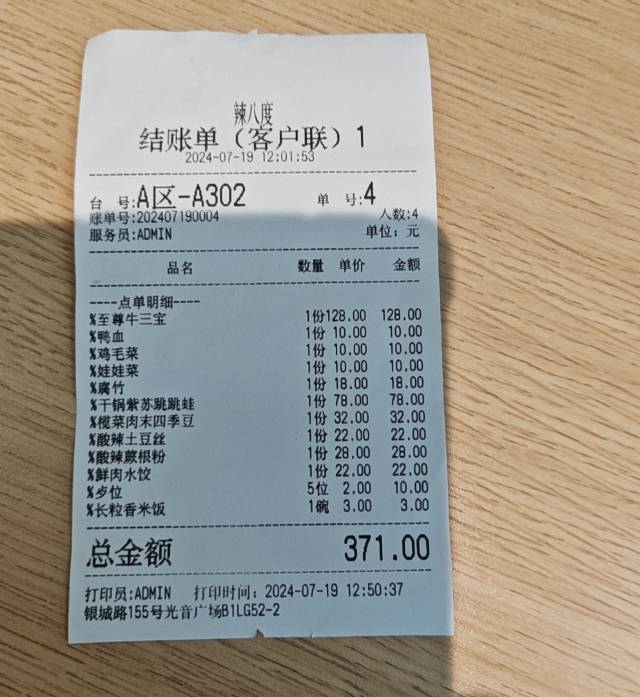 辣八度
结账单（客户联）1
2024-07-19 12:01:53
台 号:A区-A302 单 号:4
账单号:202407190004 人数:4
服务员:ADMIN 单位: 元
品名 数量 单价 金额
----点单明细----
%至尊牛三宝 1份128.00 128.00
%鸭血 1份 10.00 10.00
%鸡毛菜 1份 10.00 10.00
%娃娃菜 1份 10.00 10.00
%腐竹 1份 18.00 18.00
%干锅紫苏跳跳蛙 1份 78.00 78.00
%榄菜肉末四季豆 1份 32.00 32.00
%酸辣土豆丝 1份 22.00 22.00
%酸辣蕨根粉 1份 28.00 28.00
%鲜肉水饺 1份 22.00 22.00
%歺位 5位 2.00 10.00
%长粒香米饭 1碗 3.00 3.00
总金额 371.00
打印员:ADMIN 打印时间: 2024-07-19 12:50:37
银城路155号光音广场B1LG52-2